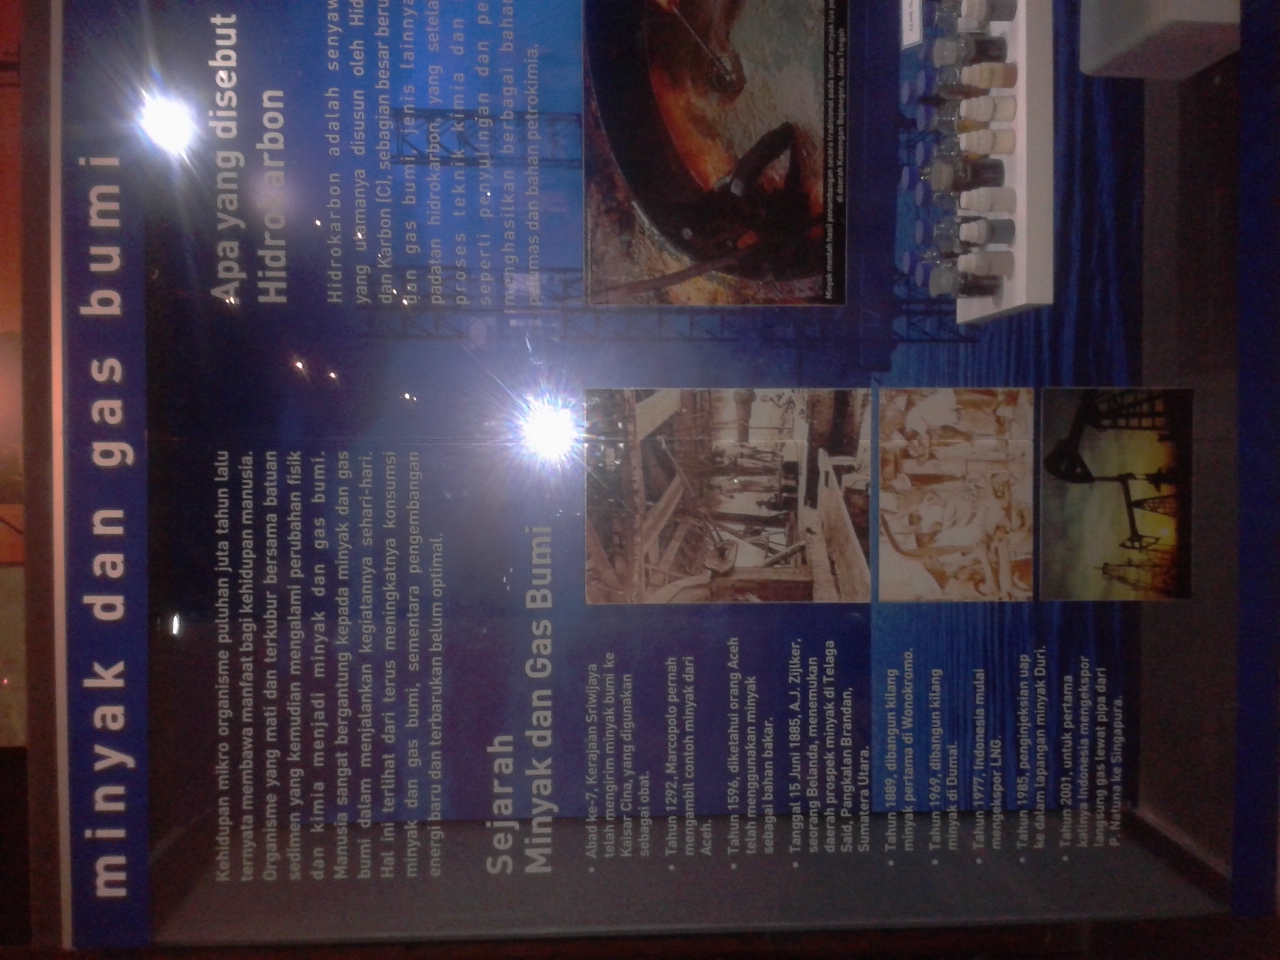 minyak dan gas bumi
Kehidupan mikro organisme puluhan juta tahun lalu
ternyata membawa manfaat bagi kehidupan manusia.
Organisme yang mati dan terkubur bersama batuan
sedimen yang kemudian mengalami perubahan fisik
dan kimia menjadi minyak dan gas bumi.
Manusia sangat bergantung kepada minyak dan gas
bumi dalam menjalankan kegiatannya sehari-hari.
Hal ini terlihat dari terus meningkatnya konsumsi
minyak dan gas bumi, sementara pengembangan
energi baru dan terbarukan belum optimal.
Sejarah
Minyak dan Gas Bumi
• Abad ke-7, Kerajaan Sriwijaya
telah mengirim minyak bumi ke
Kaisar Cina, yang digunakan
sebagai obat.
• Tahun 1292, Marcopolo pernah
mengambil contoh minyak dari
Aceh.
• Tahun 1596, diketahui orang Aceh
telah menggunakan minyak
sebagai bahan bakar.
• Tanggal 15 Juni 1885, A.J. Zijlker,
seorang Belanda, menemukan
daerah prospek minyak di Telaga
Said, Pangkalan Brandan,
Sumatera Utara.
• Tahun 1889, dibangun kilang
minyak pertama di Wonokromo.
• Tahun 1969, dibangun kilang
minyak di Dumai.
• Tahun 1977, Indonesia mulai
mengekspor LNG.
• Tahun 1985, penginjeksian uap
ke dalam lapangan minyak Duri.
• Tahun 2001, untuk pertama
kalinya Indonesia mengekspor
langsung gas lewat pipa dari
P. Natuna ke Singapura.
Apa yang disebut
Hidrokarbon
Hidrokarbon adalah senyaw
yang utamanya disusun oleh Hid
dan Karbon (C), sebagian besar beru
dan gas bumi, jenis lainnya
padatan hidrokarbon, yang setela
proses teknik kimia dan
seperti penyulingan dan pe
menghasilkan berbagai bahan
pelumas dan bahan petrokimia.
Minyak mentah hasil penambangan secara tradisional pada sumur minyak tua pe
di daerah Kawengan Bojonegoro, Jawa Tengah